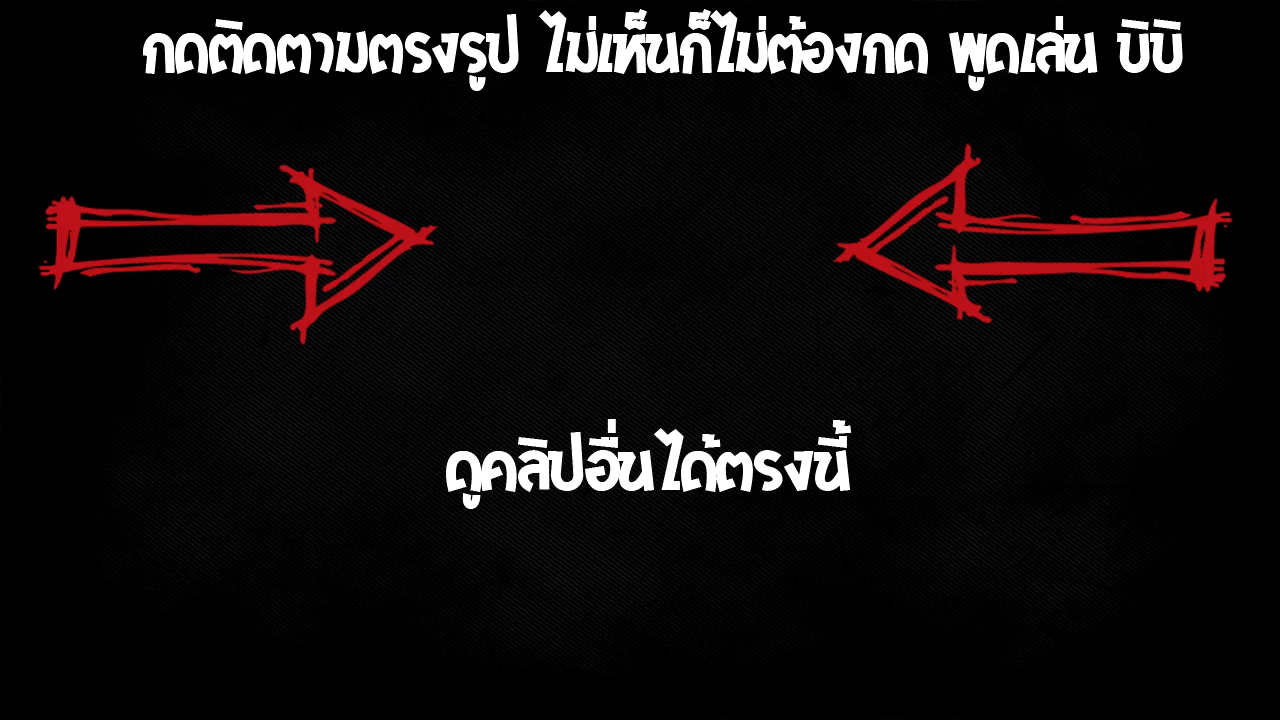 กดติดตามตรงรูป ไม่เห็นก็ไม่ต้องกด พูดเล่น บิบิ
ดูคลิปอื่นได้ตรงนี้